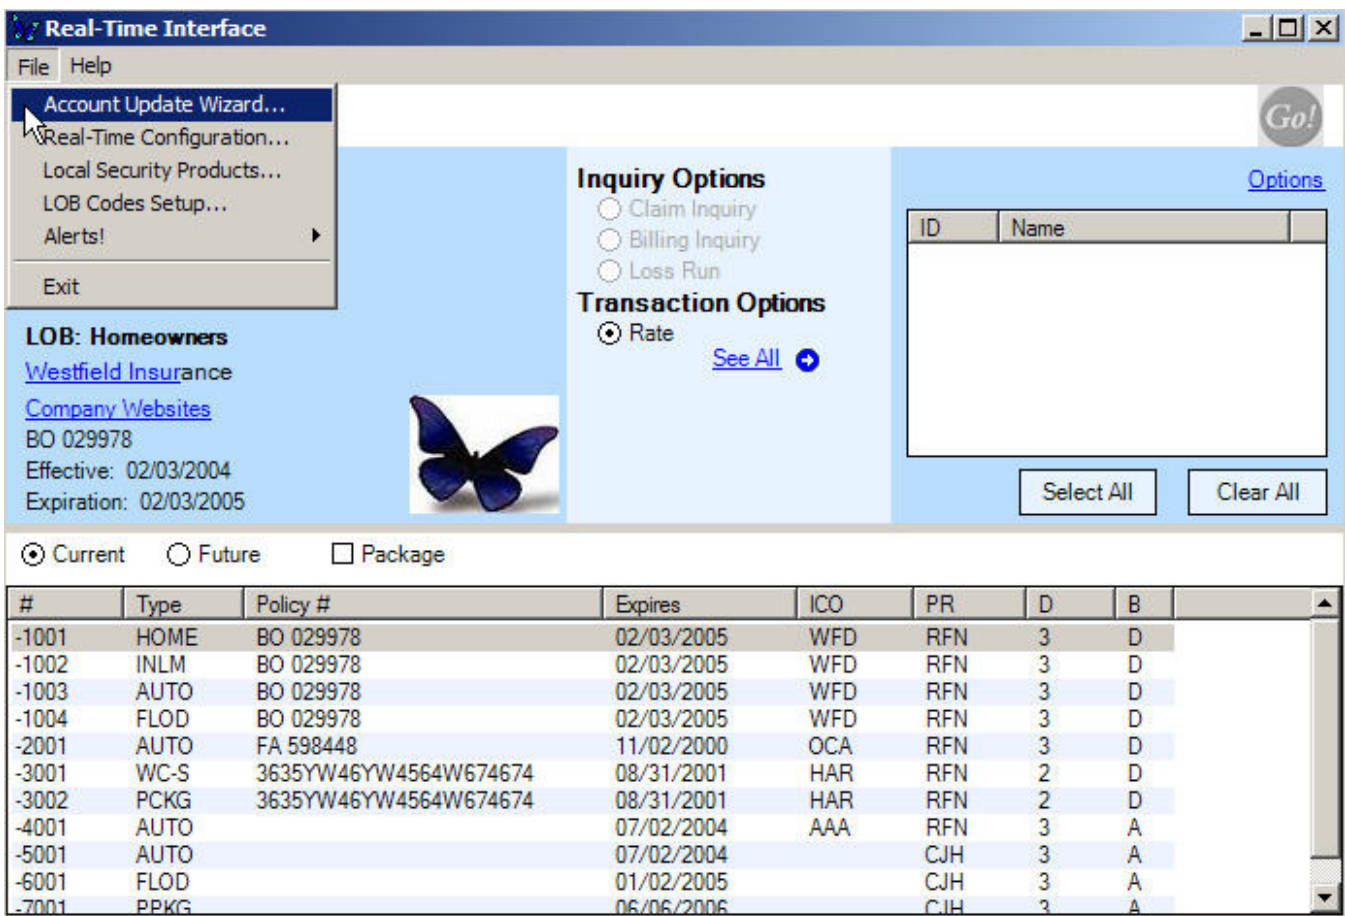 Real-Time Interface
File Help
Account Update Wizard...
Real-Time Configuration...
Local Security Products...
LOB Codes Setup...
Alerts!
Exit
Go!
Inquiry Options
Claim Inquiry
Billing Inquiry
Loss Run
Transaction Options
Rate
See All
Options
ID Name
Select All Clear All
LOB: Homeowners
Westfield Insurance
Company Websites
BO 029978
Effective: 02/03/2004
Expiration: 02/03/2005
Current Future Package
# Type Policy # Expires ICO PR D B
-1001 HOME BO 029978 02/03/2005 WFD RFN 3 D
-1002 INLM BO 029978 02/03/2005 WFD RFN 3 D
-1003 AUTO BO 029978 02/03/2005 WFD RFN 3 D
-1004 FLOD BO 029978 02/03/2005 WFD RFN 3 D
-2001 AUTO FA 598448 11/02/2000 OCA RFN 3 D
-3001 WC-S 3635YW46YW4564W674674 08/31/2001 HAR RFN 2 D
-3002 PCKG 3635YW46YW4564W674674 08/31/2001 HAR RFN 2 D
-4001 AUTO 07/02/2004 AAA RFN 3 A
-5001 AUTO 07/02/2004 CJH 3 A
-6001 FLOD 01/02/2005 CJH 3 A
-7001 PPKG 06/06/2006 CJH 3 A